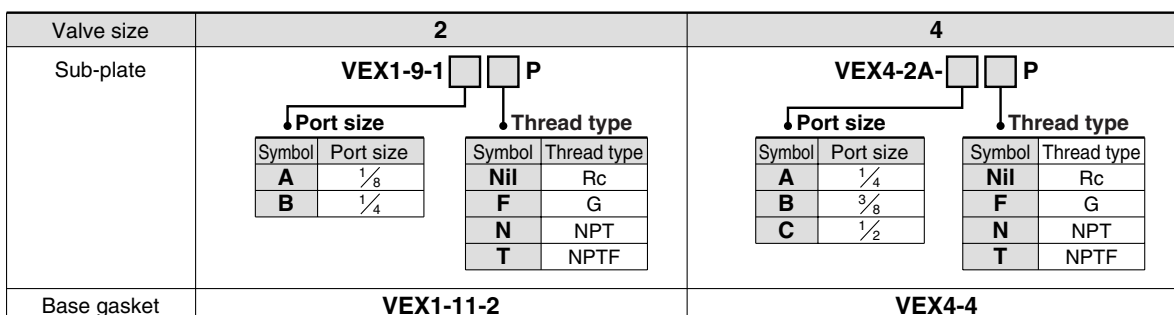 Valve size 2 4
Sub-plate VEX1-9-1 P VEX4-2A- P
Port size Thread type Port size Thread type
Symbol Port size Symbol Thread type Symbol Port size Symbol Thread type
A 1/8 Nil Rc A 1/4 Nil Rc
B 1/4 F G B 3/8 F G
N NPT C 1/2 N NPT
T NPTF T NPTF
Base gasket VEX1-11-2 VEX4-4